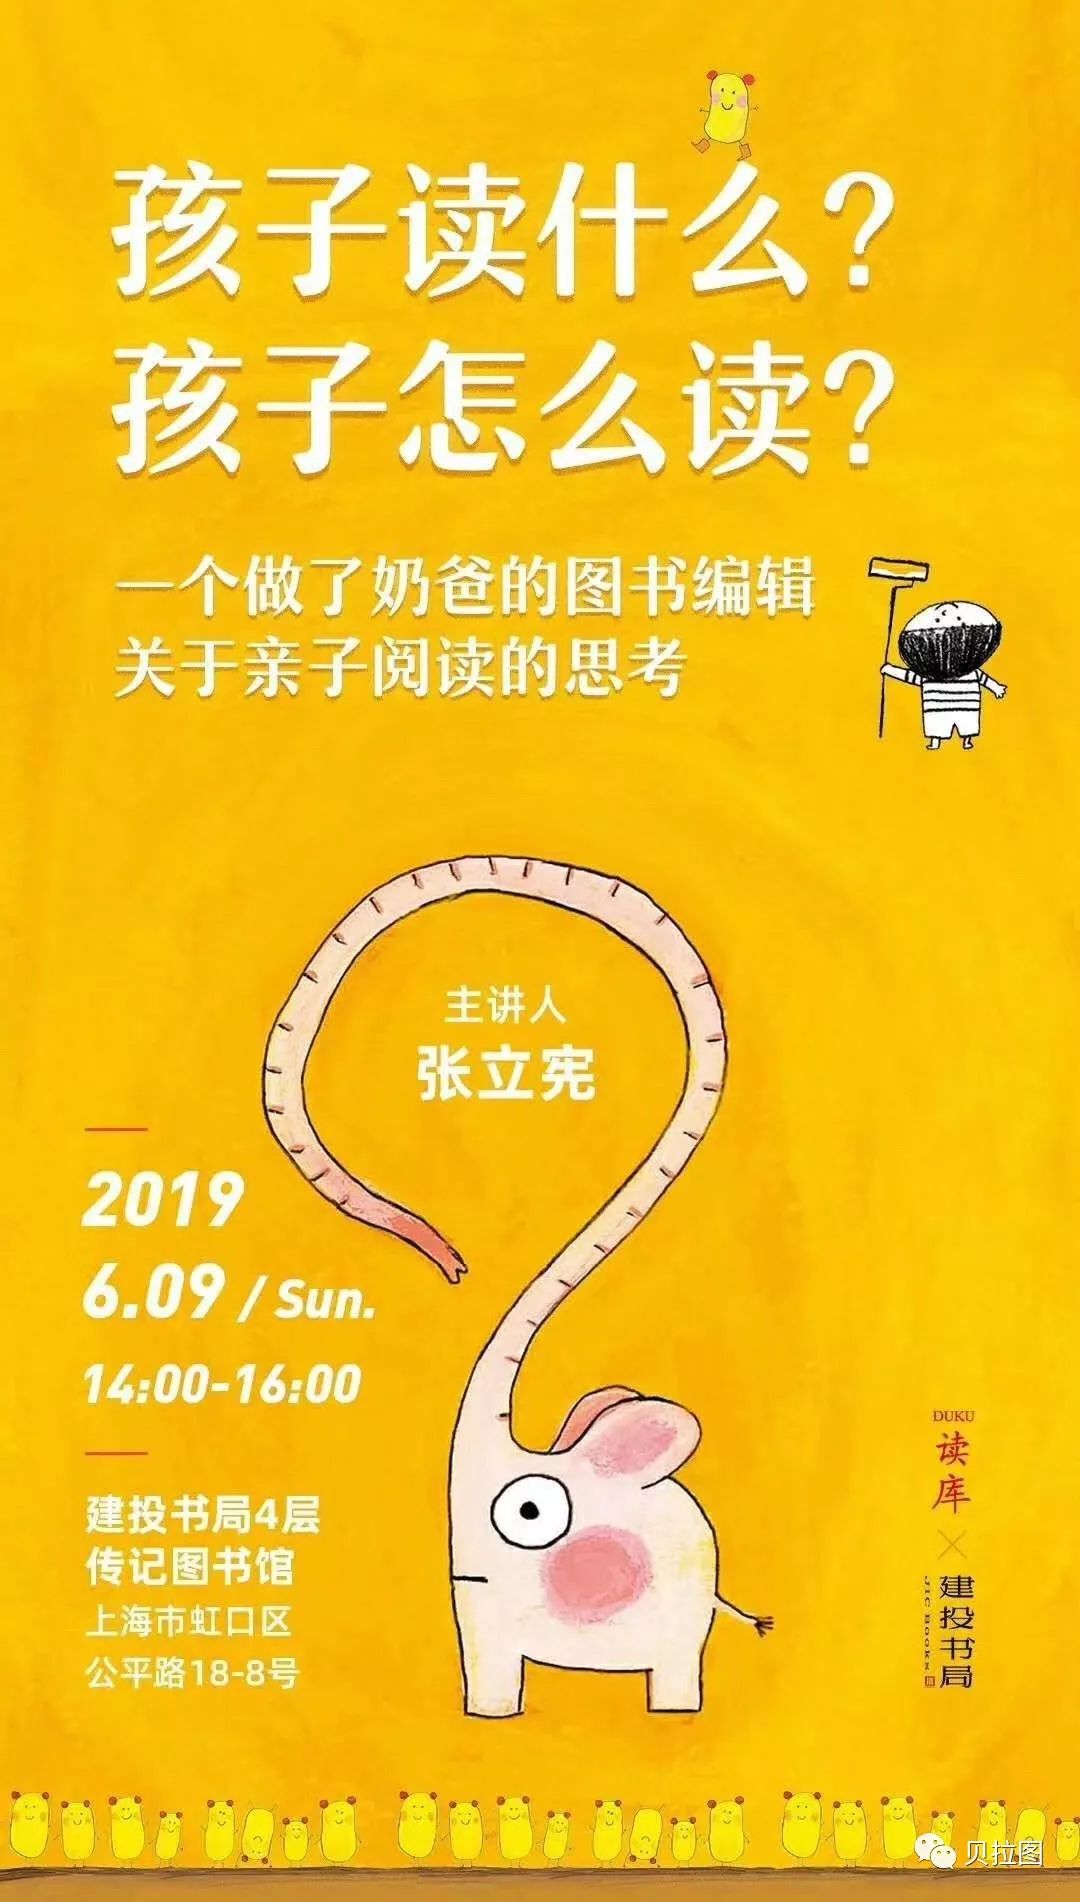 孩子读什么?
孩子怎么读?
一个做了奶爸的图书编辑
关于亲子阅读的思考
主讲人
张立宪
2019
6.09 / Sun.
14:00-16:00
建投书局4层
传记图书馆
上海市虹口区
公平路18-8号
DUKU
读库
×
建投书局
JIC Books
贝拉图